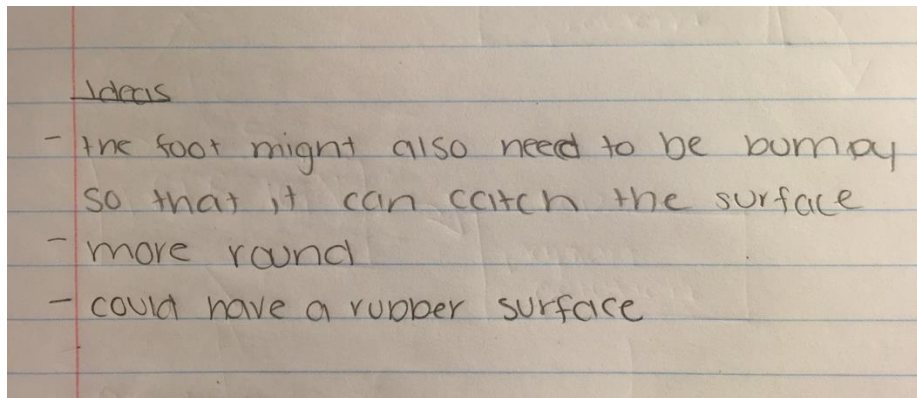 Ideas
- the foot might also need to be bumpy
so that it can catch the surface
- more round
- could have a rubber surface